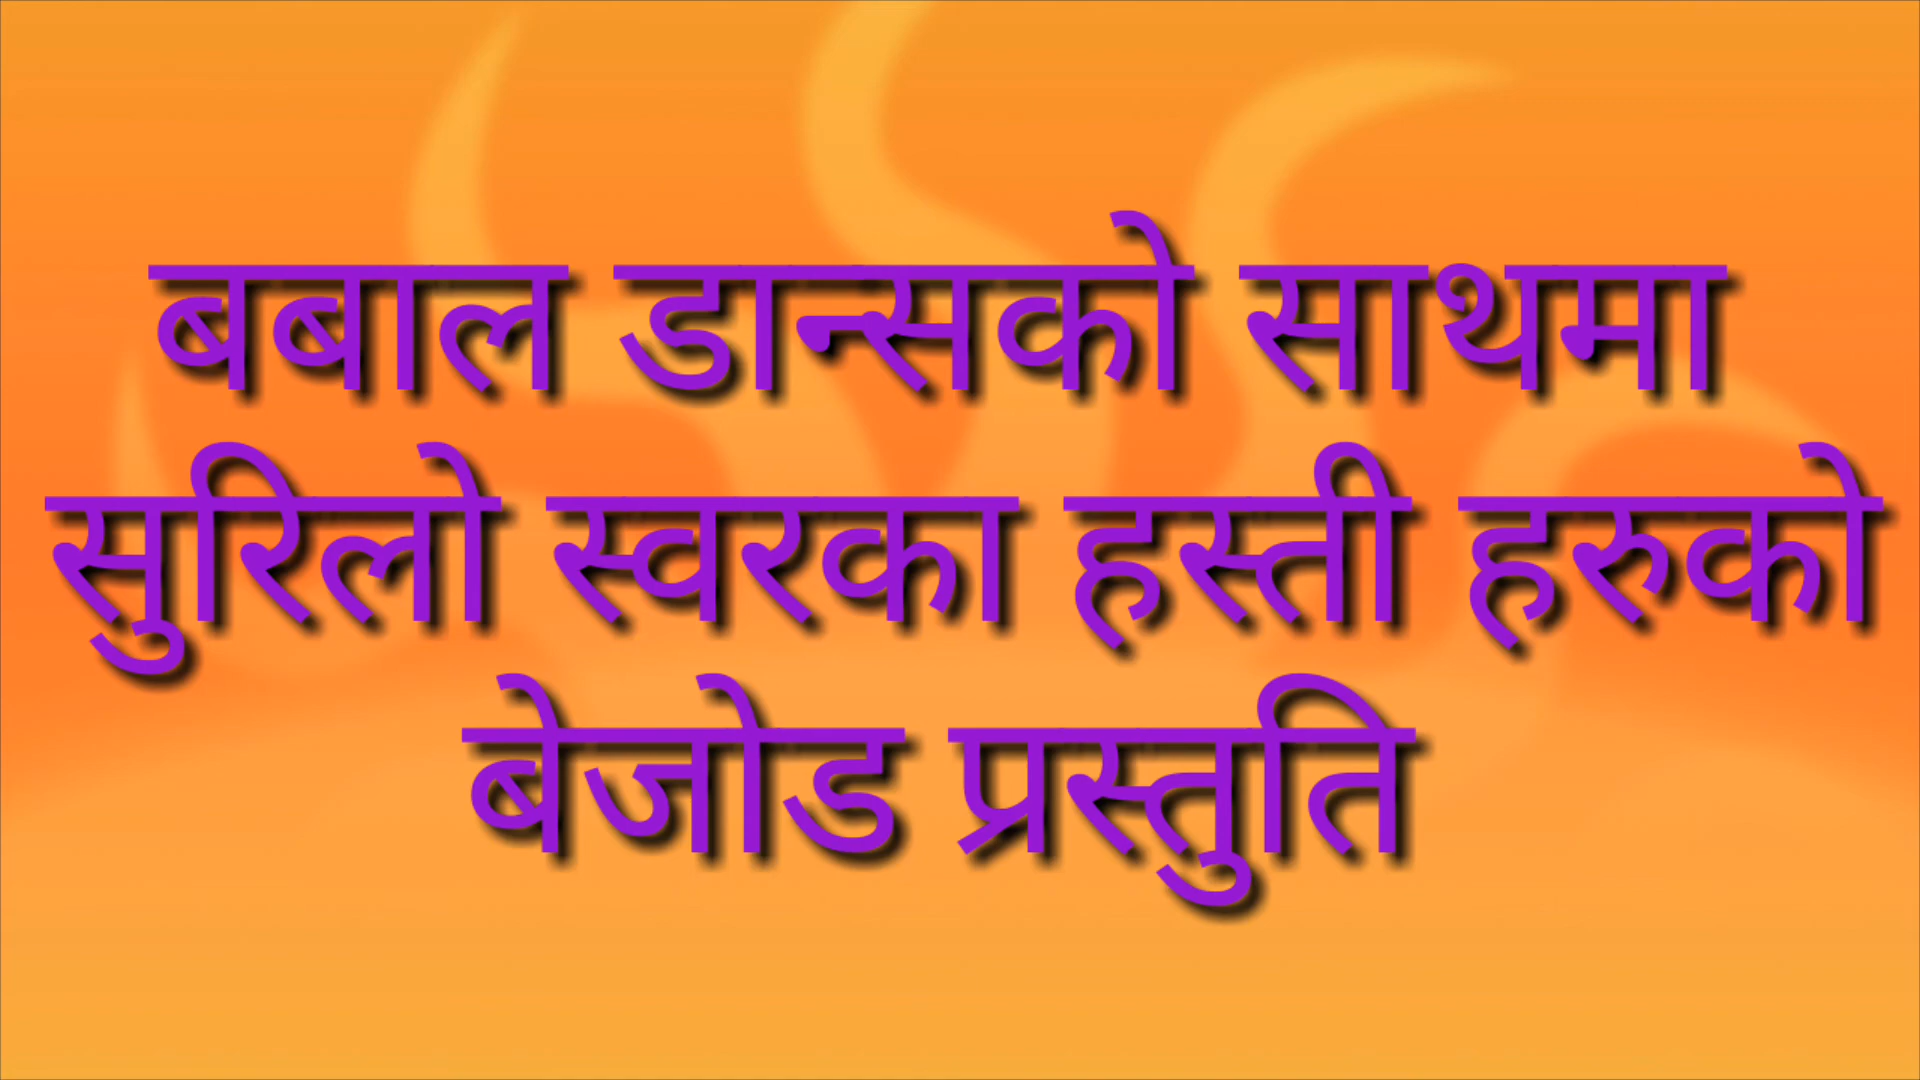 बबाल डान्सको साथमा
सुरिलो स्वरका हस्ती हरुको
बेजोड प्रस्तुति